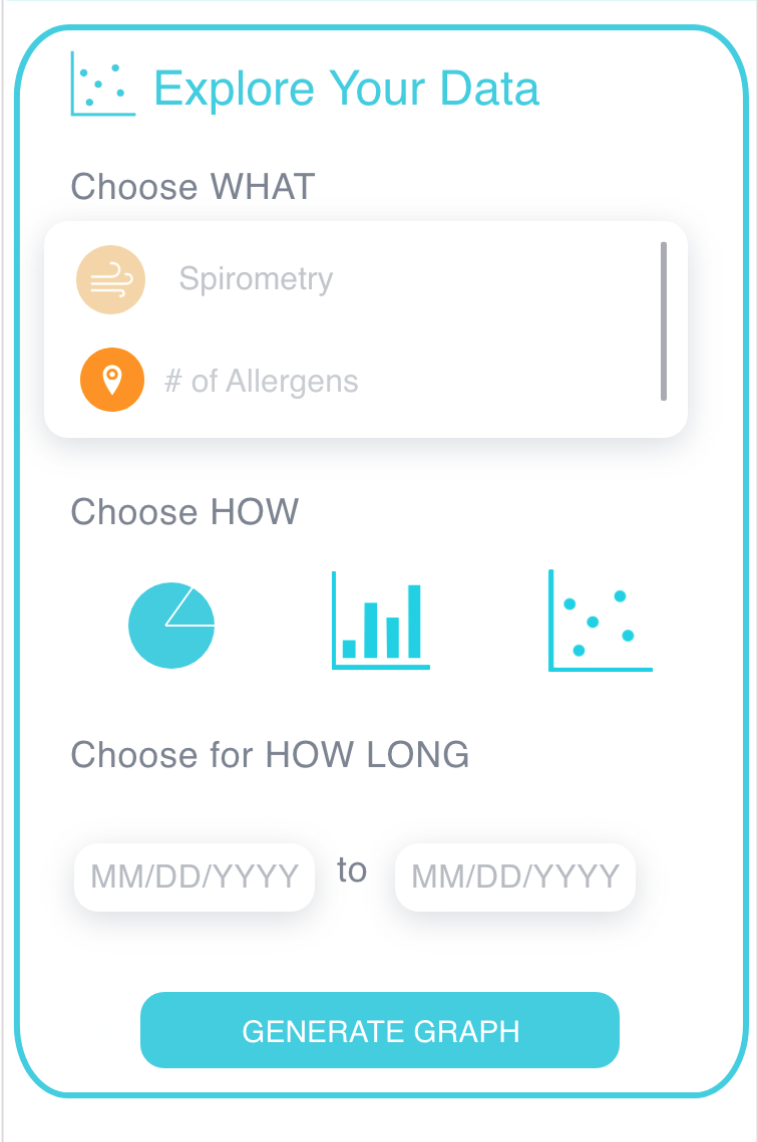 Explore Your Data
Choose WHAT
Spirometry
# of Allergens
Choose HOW
Choose for HOW LONG
MM/DD/YYYY to MM/DD/YYYY
GENERATE GRAPH